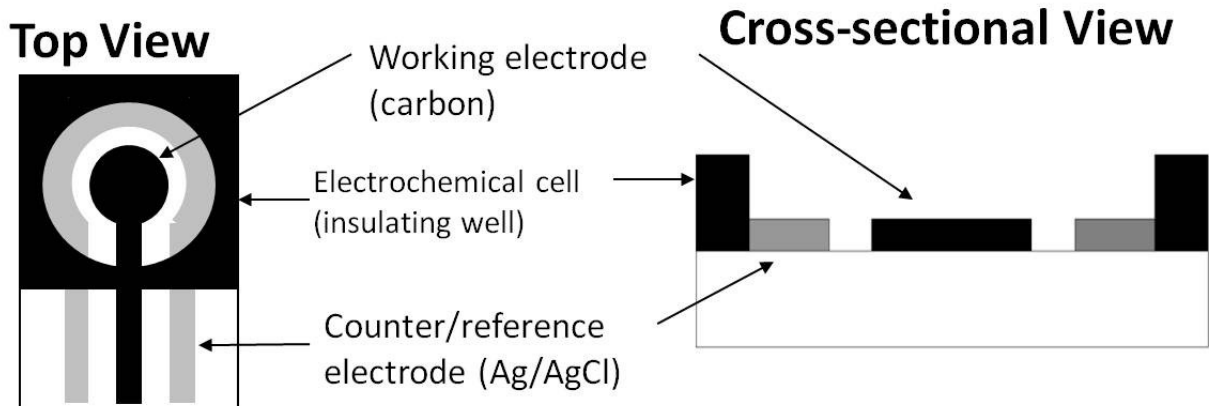 Top View
Cross-sectional View
Working electrode
(carbon)
Electrochemical cell
(insulating well)
Counter/reference
electrode (Ag/AgCl)